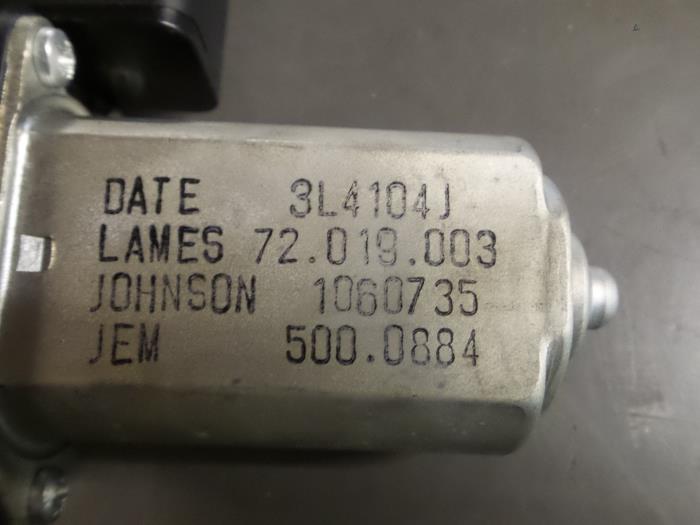 DATE 3L4104J
LAMES 72.019.003
JOHNSON 1060735
JEM 500.0884